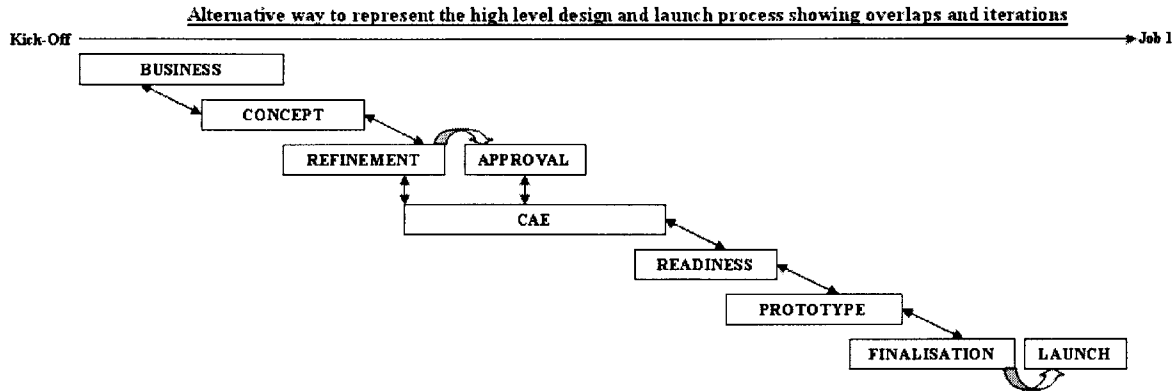 Alternative way to represent the high level design and launch process showing overlaps and iterations
Kick-Off
Job 1
BUSINESS
CONCEPT
REFINEMENT
APPROVAL
CAE
READINESS
PROTOTYPE
FINALISATION
LAUNCH